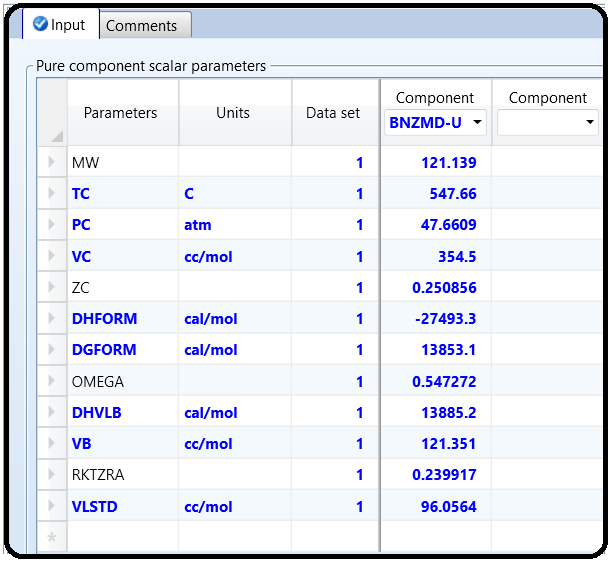 Input Comments
Pure component scalar parameters
Parameters Units Data set Component Component
BNZMD-U
MW 1 121.139
TC C 1 547.66
PC atm 1 47.6609
VC cc/mol 1 354.5
ZC 1 0.250856
DHFORM cal/mol 1 -27493.3
DGFORM cal/mol 1 13853.1
OMEGA 1 0.547272
DHVLB cal/mol 1 13885.2
VB cc/mol 1 121.351
RKTZRA 1 0.239917
VLSTD cc/mol 1 96.0564
*